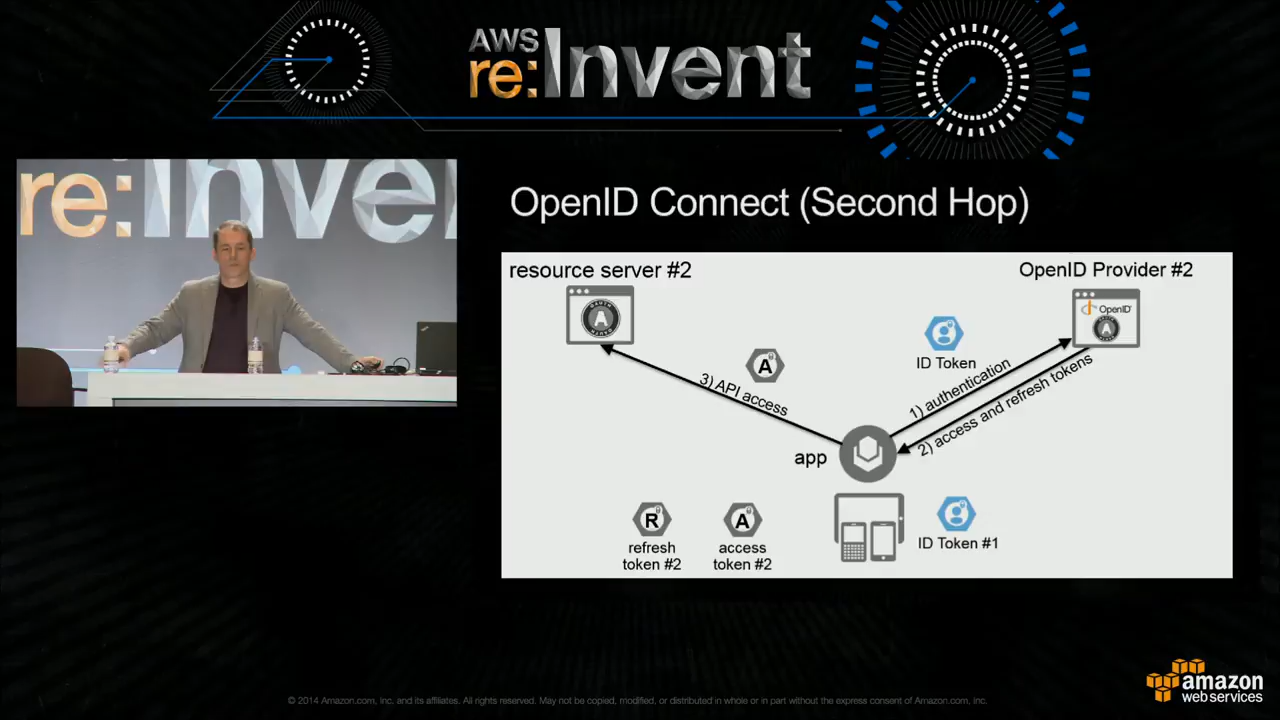 AWS
re:Invent
re:Inven
OpenID Connect (Second Hop)
resource server #2
OpenID Provider #2
OpenID
A
A
ID Token
A
3) API access
1) authentication
2) access and refresh tokens
app
R
A
refresh
token #2
access
token #2
ID Token #1
amazon
web services
© 2014 Amazon.com, Inc. and its affiliates. All rights reserved. May not be copied, modified, or distributed in whole or in part without the express consent of Amazon.com, Inc.